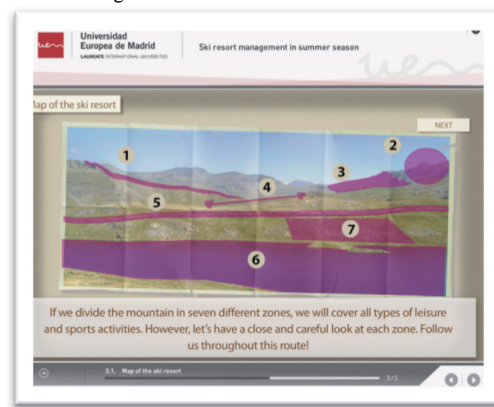 Universidad
Europea de Madrid
LAUREATE INTERNATIONAL UNIVERSITIES
Ski resort management in summer season
Map of the ski resort
NEXT
1
2
3
4
5
7
6
If we divide the mountain in seven different zones, we will cover all types of leisure
and sports activities. However, let's have a close and careful look at each zone. Follow
us throughout this route!
3.1. Map of the ski resort
3/3